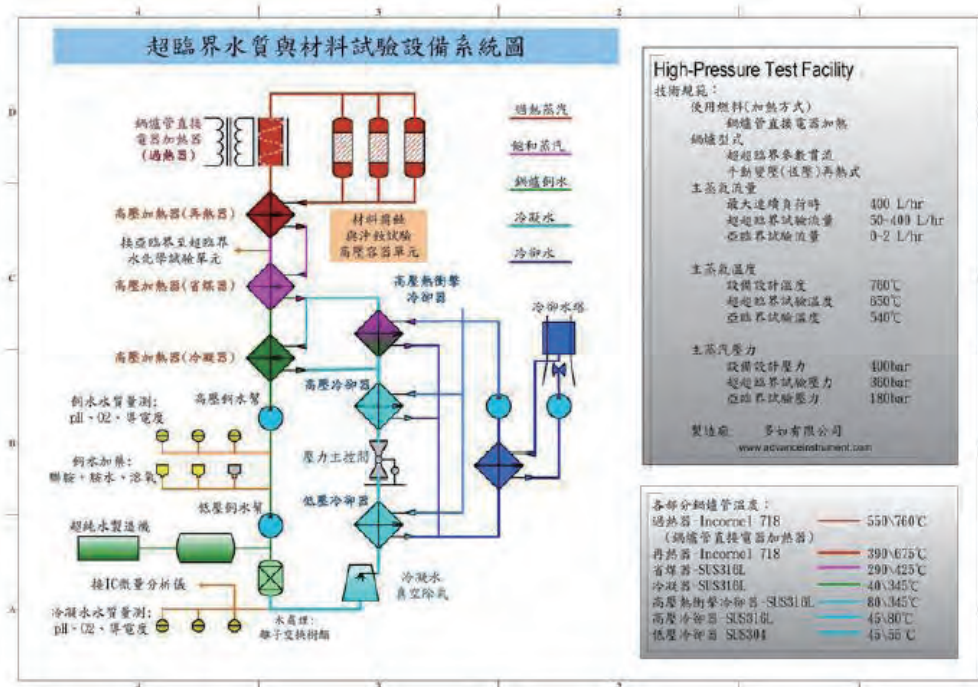 4
3
2
超臨界水質與材料試驗設備系統圖
D
C
B
A
鍋爐管直接
電器加熱器
(過熱器)
高壓加熱器(再熱器)
接亞臨界至超臨界
水化學試驗單元
高壓加熱器(省煤器)
高壓加熱器(冷凝器)
材料腐蝕
與沖蝕試驗
高壓容器單元
過熱蒸汽
飽和蒸汽
鍋爐飼水
冷凝水
冷卻水
高壓熱衝擊
冷卻器
冷卻水塔
高壓冷卻器
壓力主控閥
低壓冷卻器
飼水水質量測:
pH、O2、導電度
高壓飼水幫
飼水加藥:
聯胺、胺水、溶氧
低壓飼水幫
超純水製造機
接IC微量分析儀
冷凝水水質量測:
pH、O2、導電度
水處理:
離子交換樹酯
冷凝水
真空除氣
High-Pressure Test Facility
技術規範:
使用燃料(加熱方式)
鍋爐管直接電器加熱
鍋爐型式
超超臨界參數貫流
手動變壓(恆壓)再熱式
主蒸氣流量
最大連續負荷時 400 L/hr
超超臨界試驗流量 50-400 L/hr
亞臨界試驗流量 0-2 L/hr
主蒸氣溫度
設備設計溫度 760℃
超超臨界試驗溫度 650℃
亞臨界試驗溫度 540℃
主蒸汽壓力
設備設計壓力 400bar
超超臨界試驗壓力 360bar
亞臨界試驗壓力 180bar
製造廠 多如有限公司
www.advanceinstrument.com
各部分鍋爐管溫度:
過熱器-Incornel 718 550\760℃
(鍋爐管直接電器加熱器)
再熱器-Incornel 718 390\675℃
省煤器-SUS316L 290\425℃
冷凝器-SUS316L 40\345℃
高壓熱衝擊冷卻器-SUS316L 80\345℃
高壓冷卻器-SUS316L 45\80℃
低壓冷卻器-SUS304 45\55℃